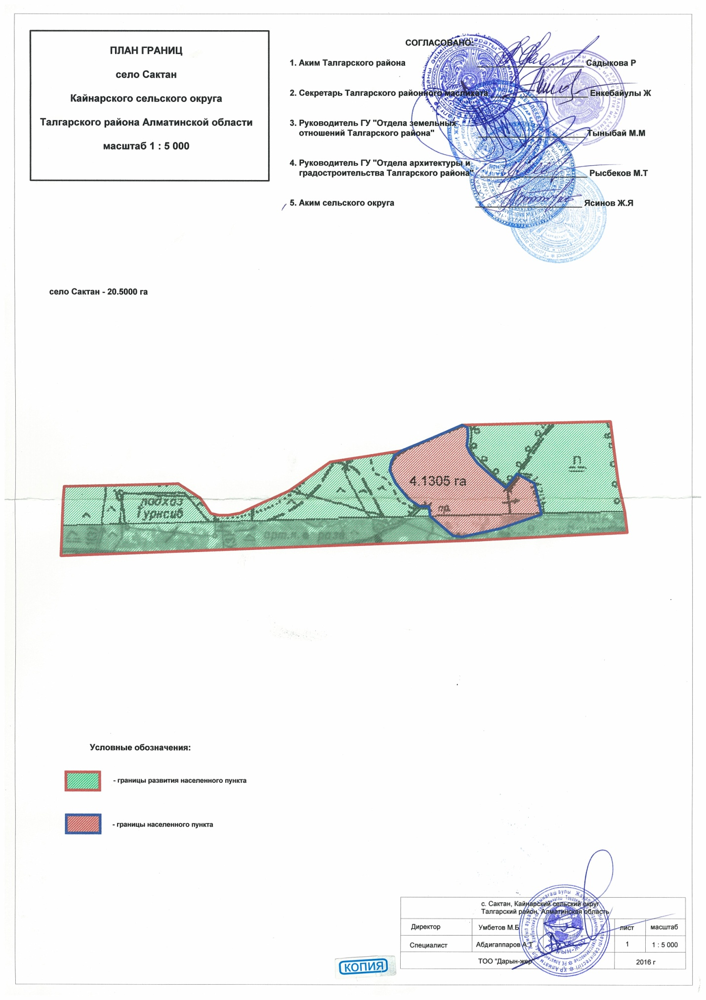 ПЛАН ГРАНИЦ
село Сактан
Кайнарского сельского округа
Талгарского района Алматинской области
масштаб 1 : 5 000
СОГЛАСОВАНО:
1. Аким Талгарского района Садыкова Р
2. Секретарь Талгарского районного маслихата Енкебайулы Ж
3. Руководитель ГУ "Отдела земельных
отношений Талгарского района" Тыныбай М.М
4. Руководитель ГУ "Отдела архитектуры и
градостроительства Талгарского района" Рысбеков М.Т
5. Аким сельского округа Ясинов Ж.Я
село Сактан - 20.5000 га
П
4.1305 га
подхаз
Турксиб
пр.
арт.к.в разв.
Условные обозначения:
- границы развития населенного пункта
- границы населенного пункта
с. Сактан, Кайнарский сельский округ
Талгарский район, Алматинская область
Директор Умбетов М.Б лист масштаб
Специалист Абдигаппаров А.Т 1 1 : 5 000
ТОО "Дарын-жер" 2016 г
КОПИЯ